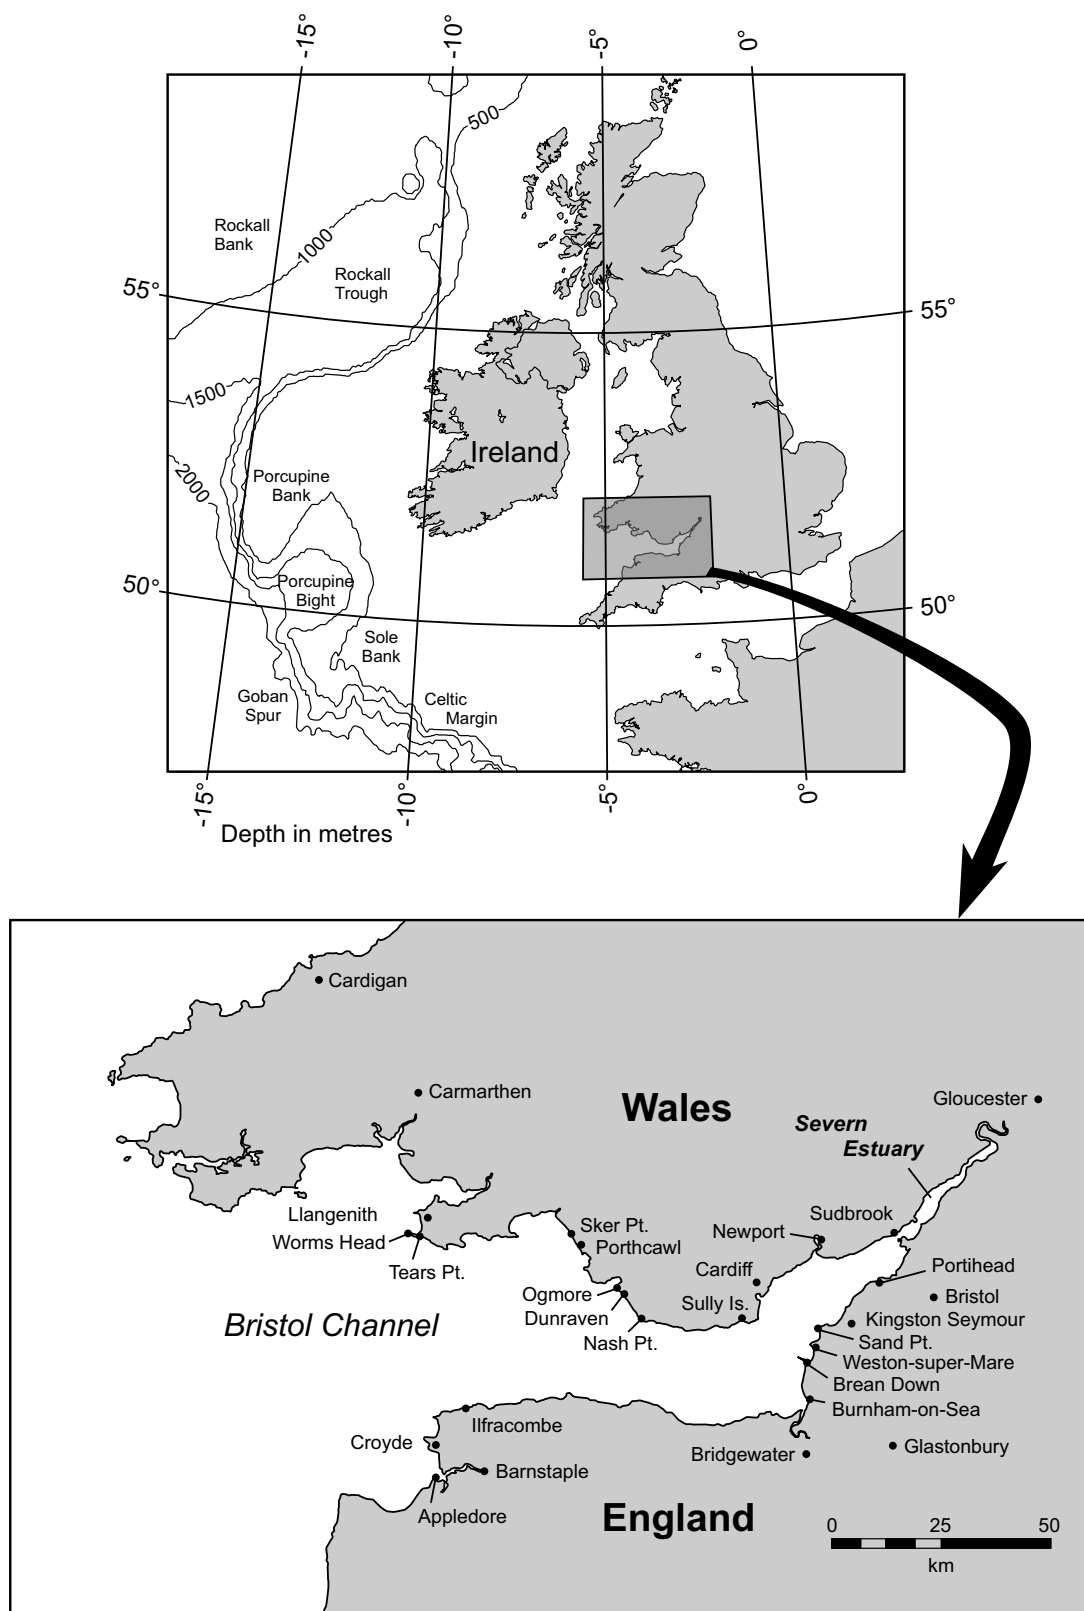 -15°
-10°
-5°
0°
500
Rockall
Bank
1000
Rockall
Trough
55°
55°
1500
Ireland
2000
Porcupine
Bank
Porcupine
Bight
50°
50°
Sole
Bank
Goban
Spur
Celtic
Margin
-15°
-10°
-5°
0°
Depth in metres
Cardigan
Carmarthen
Wales
Gloucester
Severn
Estuary
Llangenith
Worms Head
Tears Pt.
Sker Pt.
Porthcawl
Newport
Sudbrook
Cardiff
Portihead
Ogmore
Dunraven
Nash Pt.
Sully Is.
Bristol
Bristol Channel
Kingston Seymour
Sand Pt.
Weston-super-Mare
Brean Down
Burnham-on-Sea
Ilfracombe
Croyde
Bridgewater
Glastonbury
Barnstaple
Appledore
England
0 25 50
km